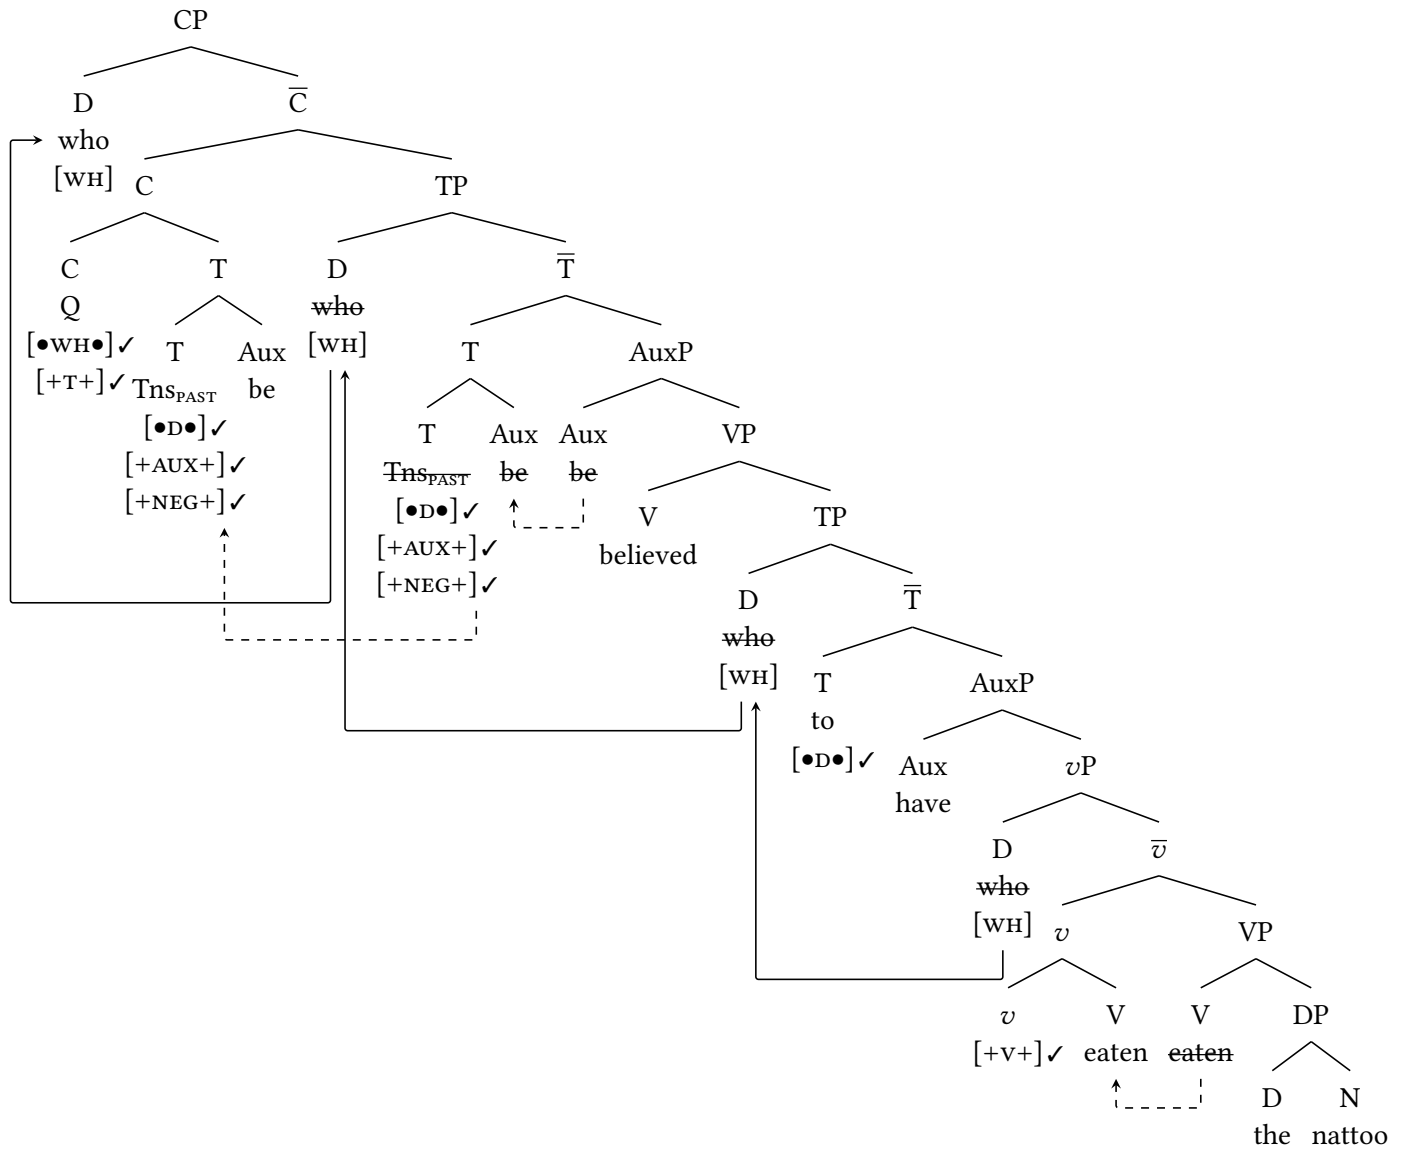 CP
D C̅
who
[WH] C TP
C T D T̅
Q who
[●WH●]✓ T Aux [WH] T AuxP
[+T+]✓ Tns_PAST be
[●D●]✓ T Aux Aux VP
[+AUX+]✓ Tns_PAST be be
[+NEG+]✓ [●D●]✓ V TP
[+AUX+]✓ believed
[+NEG+]✓ D T̅
who
[WH] T AuxP
to
[●D●]✓ Aux vP
have
D v̅
who
[WH] v VP
v V V DP
[+V+]✓ eaten eaten
D N
the nattoo